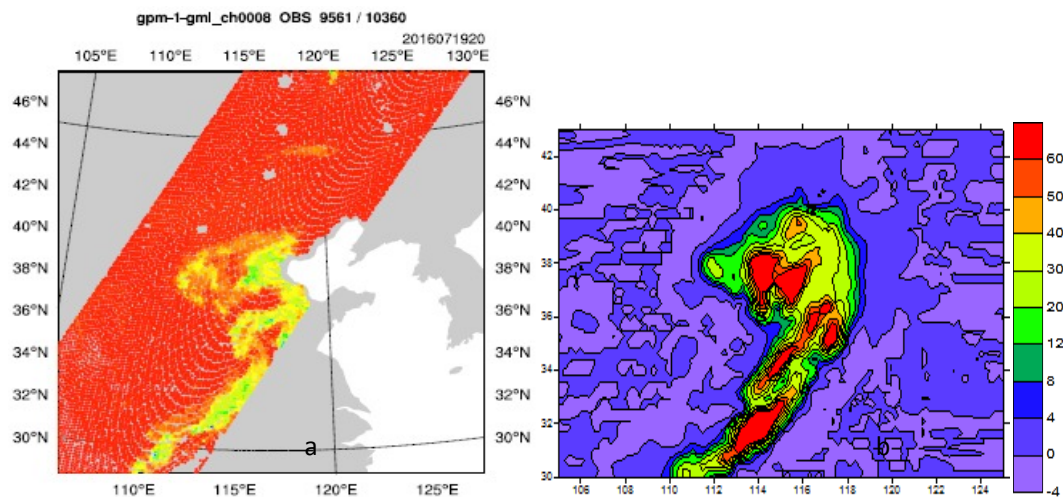 gpm-1-gml_ch0008 OBS 9561 / 10360
2016071920
105°E 110°E 115°E 120°E 125°E 130°E
46°N 46°N
44°N 44°N
42°N 42°N
40°N 40°N
38°N 38°N
36°N 36°N
34°N 34°N
32°N 32°N
30°N 30°N
a
110°E 115°E 120°E 125°E
42
40
38
36
34
32
30
b
106 108 110 112 114 116 118 120 122 124
60
50
40
30
20
12
8
4
0
-4